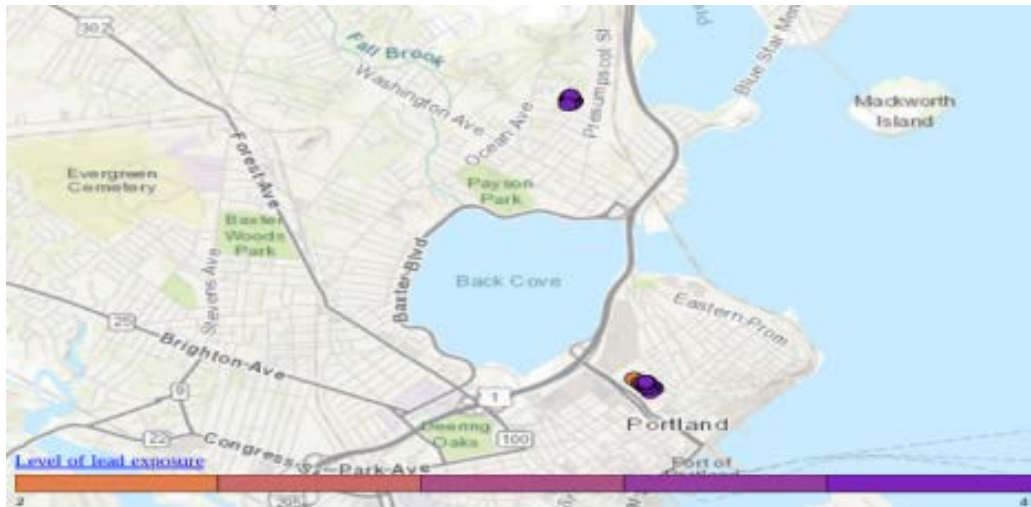 302
Fall Brook
Washington Ave
Ocean Ave
Presumpscot St
Blue Star Mem
Mackworth
Island
Forest Ave
Evergreen
Cemetery
Payson
Park
Baxter
Woods
Park
Stevens Ave
Baxter Blvd
Back Cove
Eastern Prom
25
Brighton Ave
9
1
22
Deering
Oaks
100
Portland
Congress St
Park Ave
Port of
Level of lead exposure
2
4